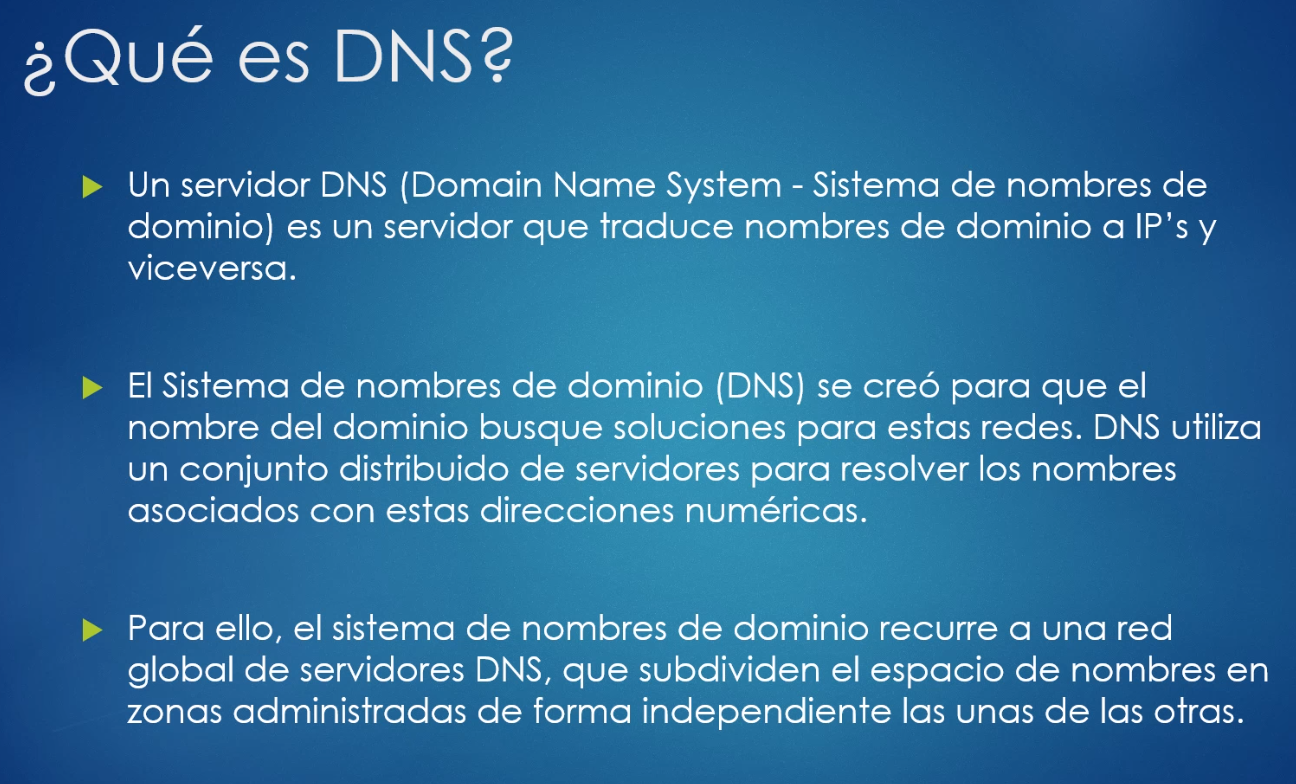 ¿Qué es DNS?
Un servidor DNS (Domain Name System - Sistema de nombres de
dominio) es un servidor que traduce nombres de dominio a IP’s y
viceversa.
El Sistema de nombres de dominio (DNS) se creó para que el
nombre del dominio busque soluciones para estas redes. DNS utiliza
un conjunto distribuido de servidores para resolver los nombres
asociados con estas direcciones numéricas.
Para ello, el sistema de nombres de dominio recurre a una red
global de servidores DNS, que subdividen el espacio de nombres en
zonas administradas de forma independiente las unas de las otras.